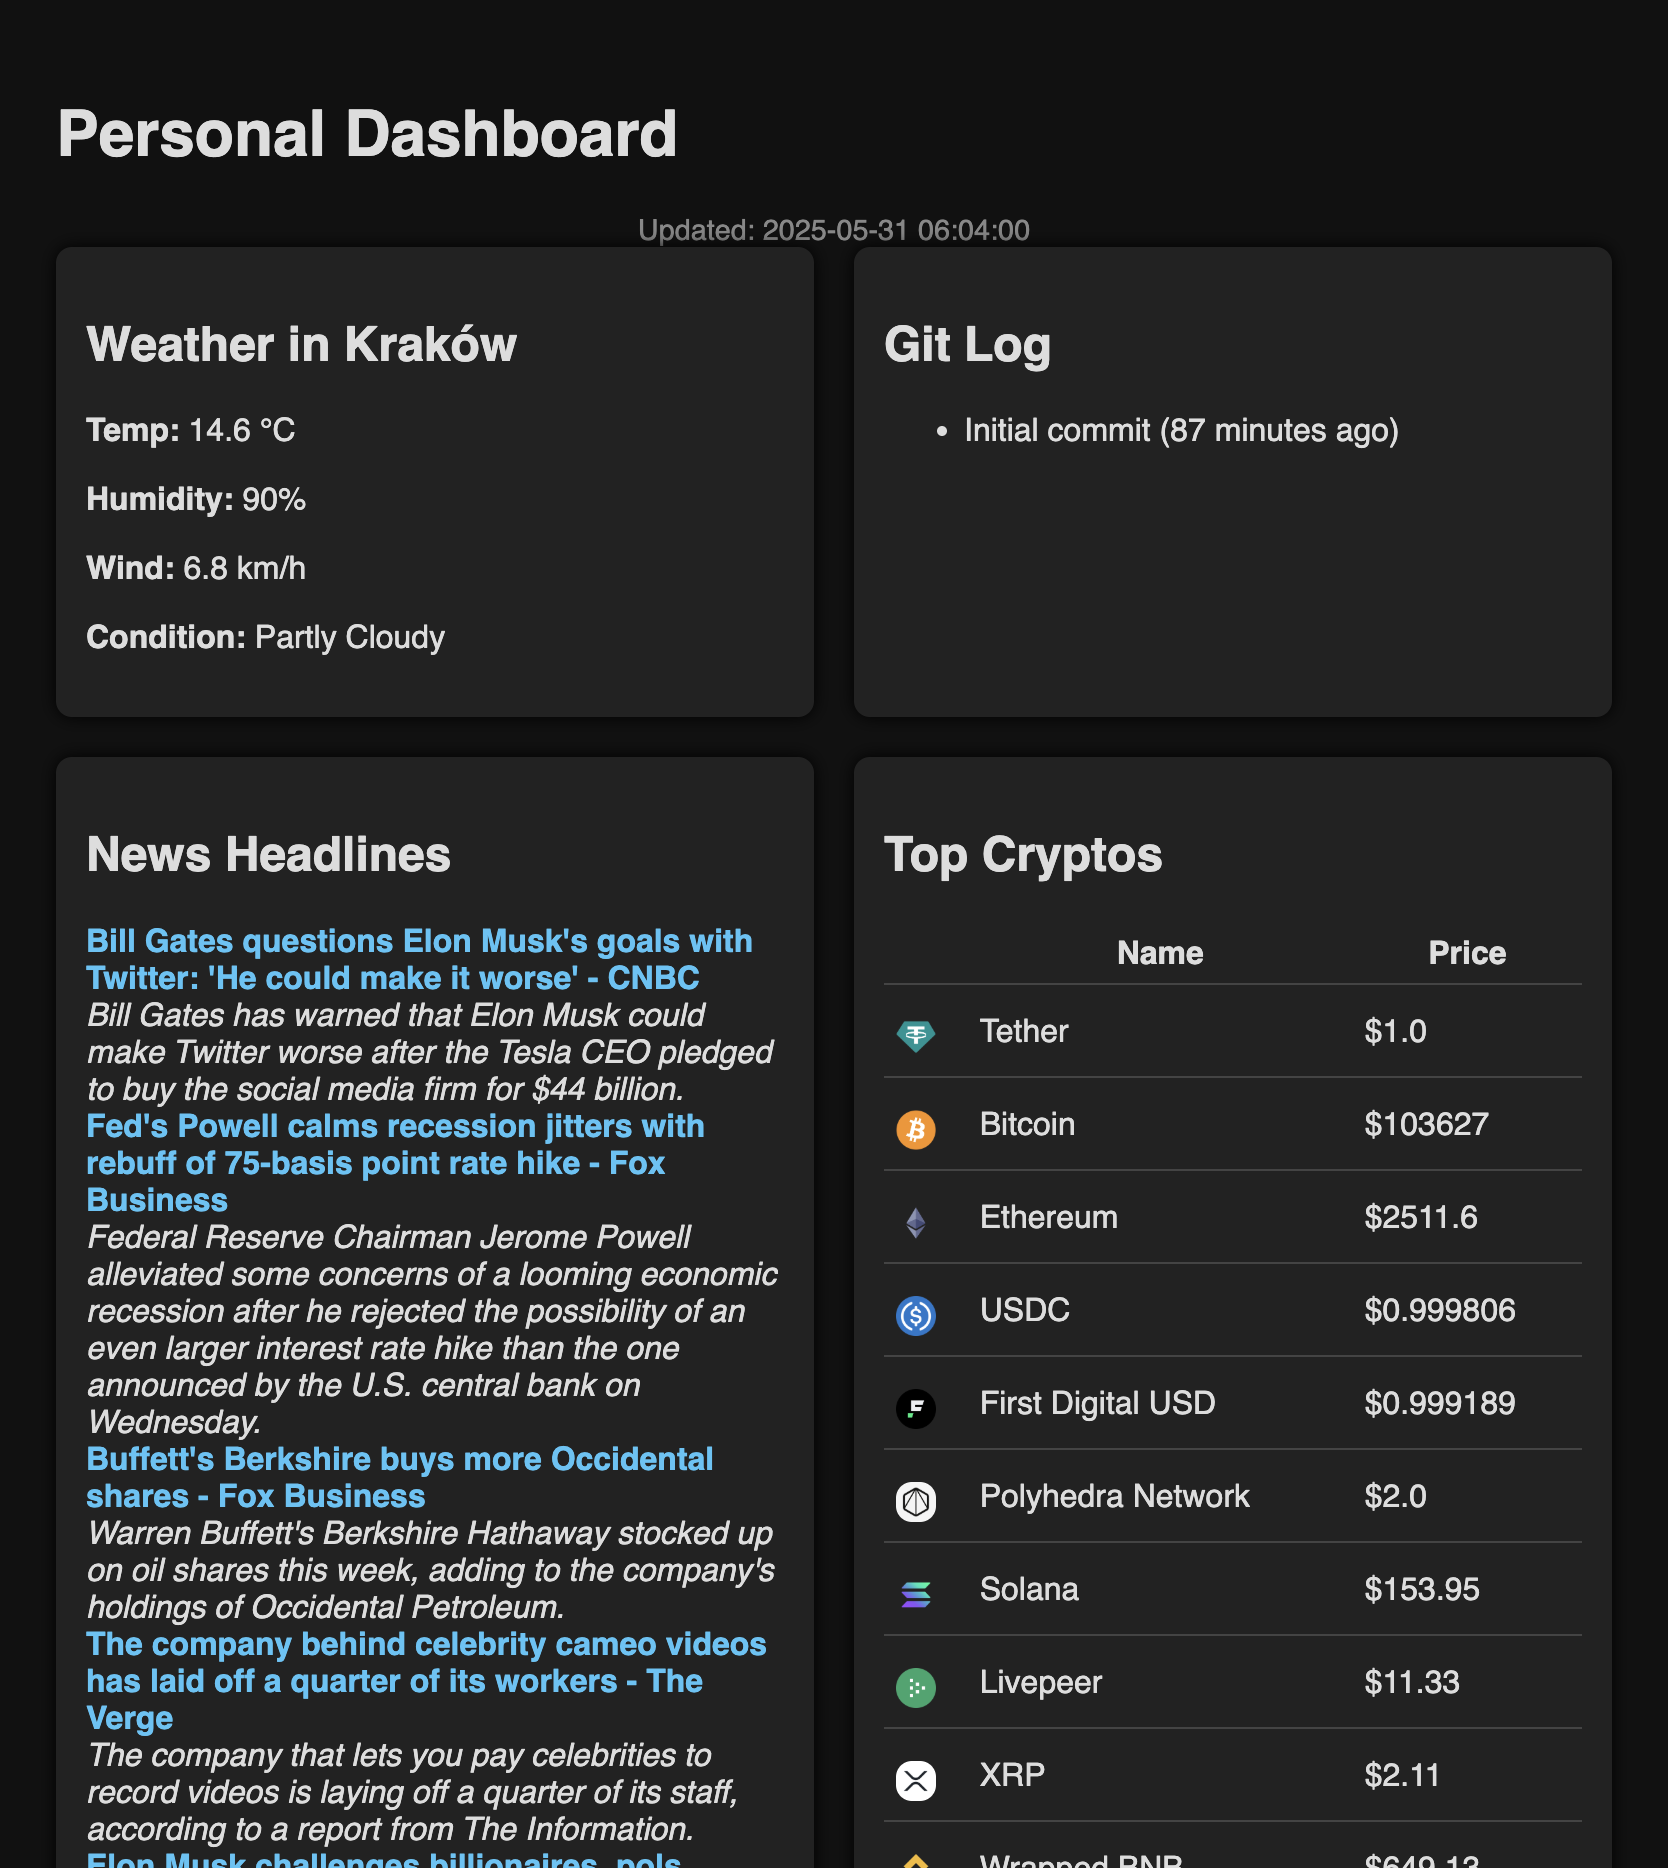 Personal Dashboard
Updated: 2025-05-31 06:04:00
Weather in Kraków
Temp: 14.6 °C
Humidity: 90%
Wind: 6.8 km/h
Condition: Partly Cloudy
Git Log
• Initial commit (87 minutes ago)
News Headlines
Bill Gates questions Elon Musk's goals with
Twitter: 'He could make it worse' - CNBC
Bill Gates has warned that Elon Musk could
make Twitter worse after the Tesla CEO pledged
to buy the social media firm for $44 billion.
Fed's Powell calms recession jitters with
rebuff of 75-basis point rate hike - Fox
Business
Federal Reserve Chairman Jerome Powell
alleviated some concerns of a looming economic
recession after he rejected the possibility of an
even larger interest rate hike than the one
announced by the U.S. central bank on
Wednesday.
Buffett's Berkshire buys more Occidental
shares - Fox Business
Warren Buffett's Berkshire Hathaway stocked up
on oil shares this week, adding to the company's
holdings of Occidental Petroleum.
The company behind celebrity cameo videos
has laid off a quarter of its workers - The
Verge
The company that lets you pay celebrities to
record videos is laying off a quarter of its staff,
according to a report from The Information.
Elon Musk challenges billionaires, pols
Top Cryptos
Name Price
Tether $1.0
Bitcoin $103627
Ethereum $2511.6
USDC $0.999806
First Digital USD $0.999189
Polyhedra Network $2.0
Solana $153.95
Livepeer $11.33
XRP $2.11
Wrapped BNB $649.13